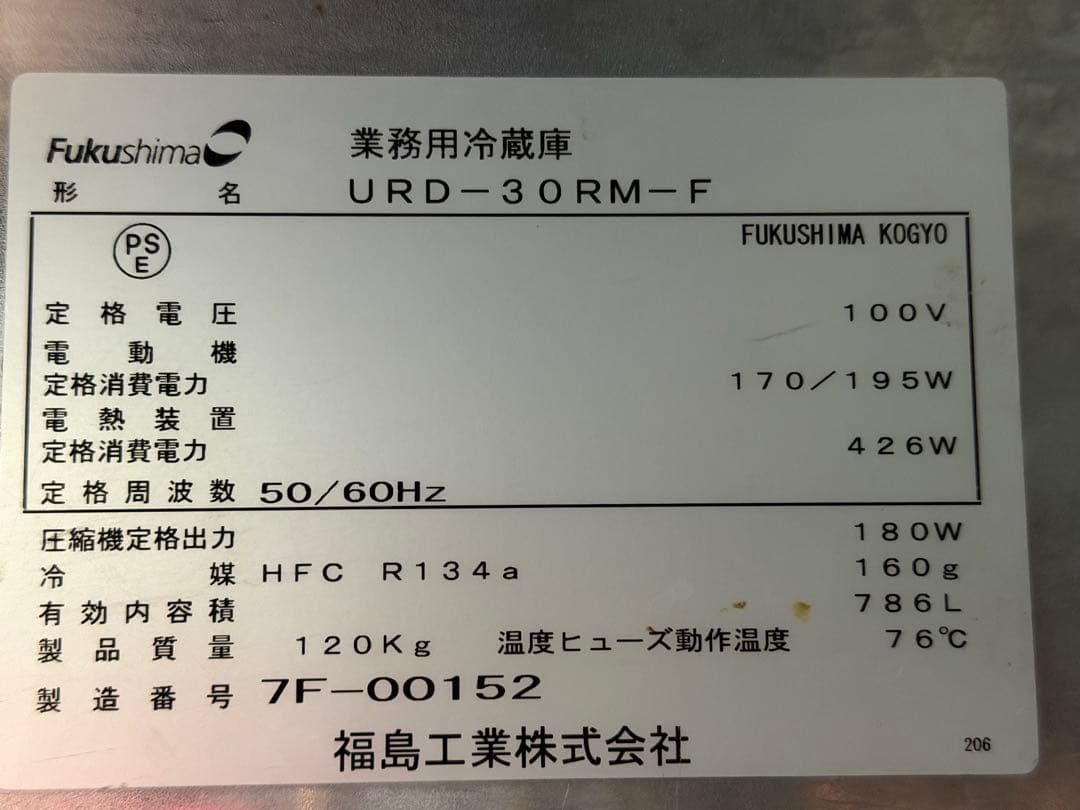 Fukushima 業務用冷蔵庫
形名 URD-30RM-F
PSE FUKUSHIMA KOGYO
定格電圧 100V
電動機
定格消費電力 170/195W
電熱装置
定格消費電力 426W
定格周波数 50/60Hz
圧縮機定格出力 180W
冷媒 HFC R134a 160g
有効内容積 786L
製品質量 120Kg 温度ヒューズ動作温度 76℃
製造番号 7F-00152
福島工業株式会社 206